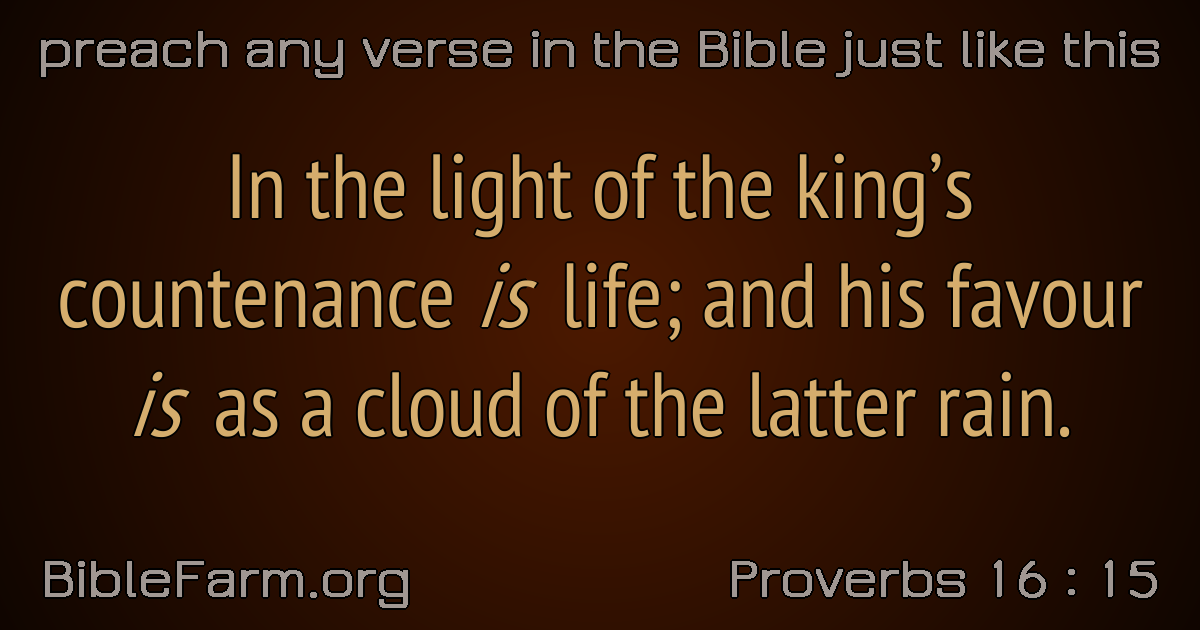 preach any verse in the Bible just like this
In the light of the king’s
countenance is life; and his favour
is as a cloud of the latter rain.
BibleFarm.org
Proverbs 16 : 15